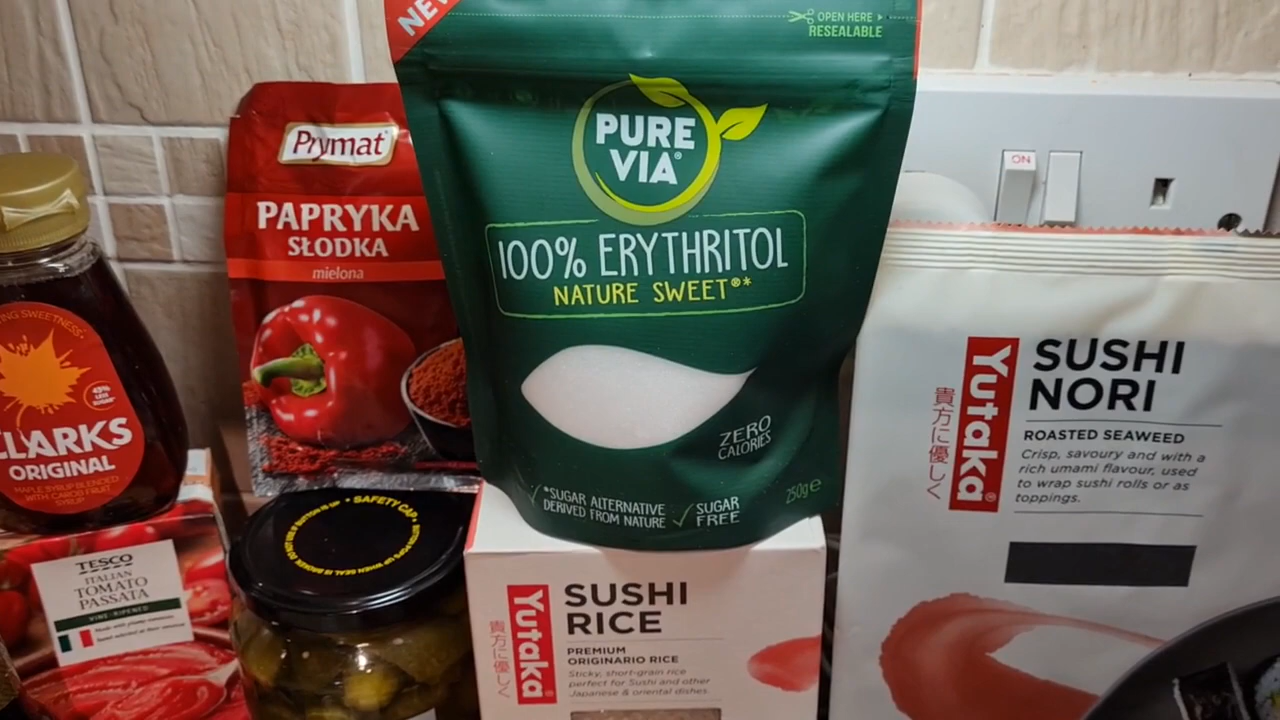 NEW
OPEN HERE
RESEALABLE
PURE
VIA®
100% ERYTHRITOL
NATURE SWEET®*
ZERO
CALORIES
*SUGAR ALTERNATIVE
DERIVED FROM NATURE
SUGAR
FREE
250g e
Prymat®
PAPRYKA
SŁODKA
mielona
SWEETNESS
43%
LESS
SUGAR*
CLARKS
ORIGINAL
MAPLE SYRUP BLENDED
WITH CAROB FRUIT
SYRUP
TESCO
ITALIAN
TOMATO
PASSATA
VINE-RIPENED
SAFETY CAP
Yutaka®
貴方に優しく
SUSHI
RICE
PREMIUM
ORIGINARIO RICE
Sticky, short-grain rice
perfect for Sushi and other
Japanese & oriental dishes.
ON
Yutaka®
貴方に優しく
SUSHI
NORI
ROASTED SEAWEED
Crisp, savoury and with a
rich umami flavour, used
to wrap sushi rolls or as
toppings.